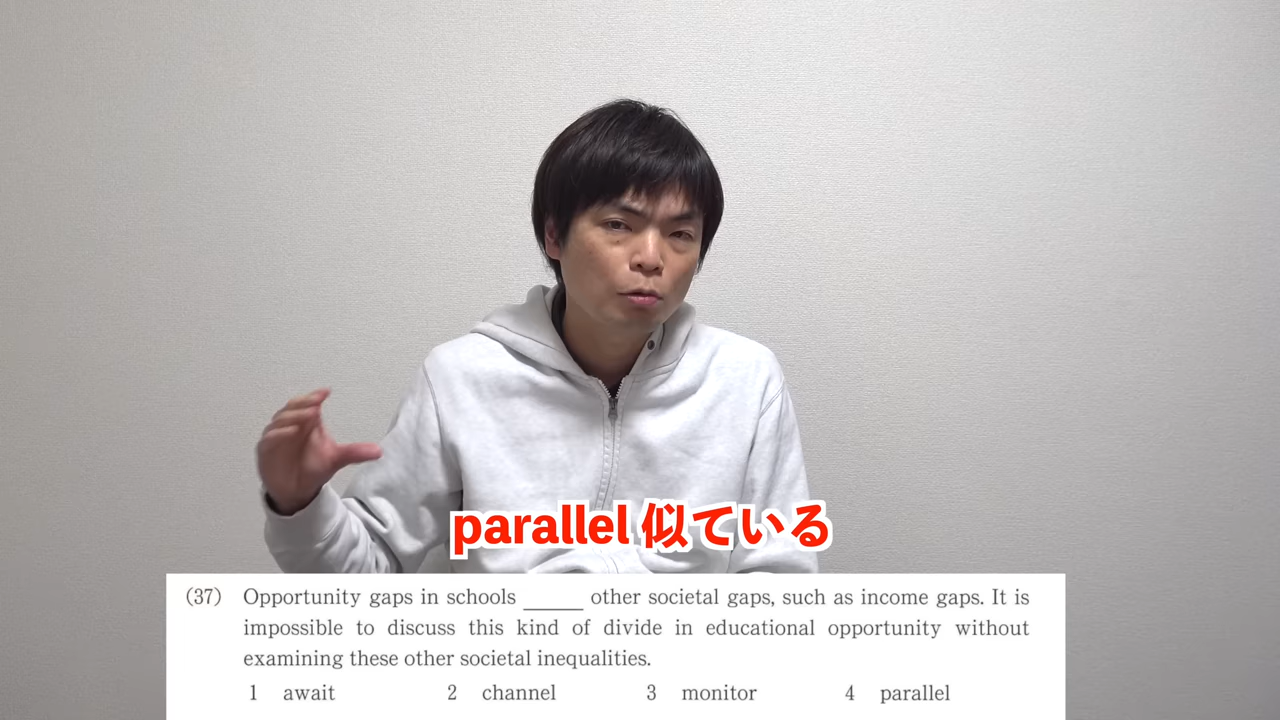 parallel 似ている
(37) Opportunity gaps in schools _____ other societal gaps, such as income gaps. It is
impossible to discuss this kind of divide in educational opportunity without
examining these other societal inequalities.
1 await 2 channel 3 monitor 4 parallel